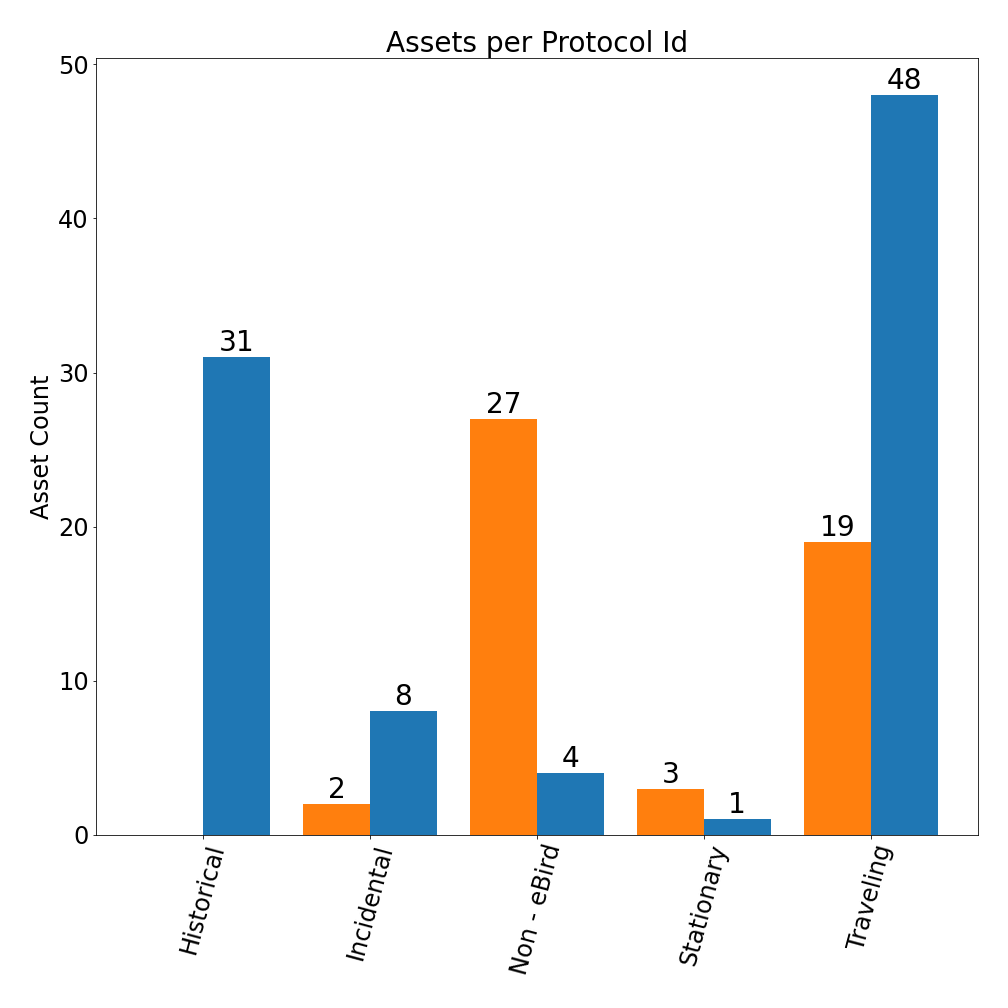 Assets per Protocol Id
50
48
40
31
30
27
Asset Count
20
19
10
8
4
3
2
1
0
Historical
Incidental
Non - eBird
Stationary
Traveling